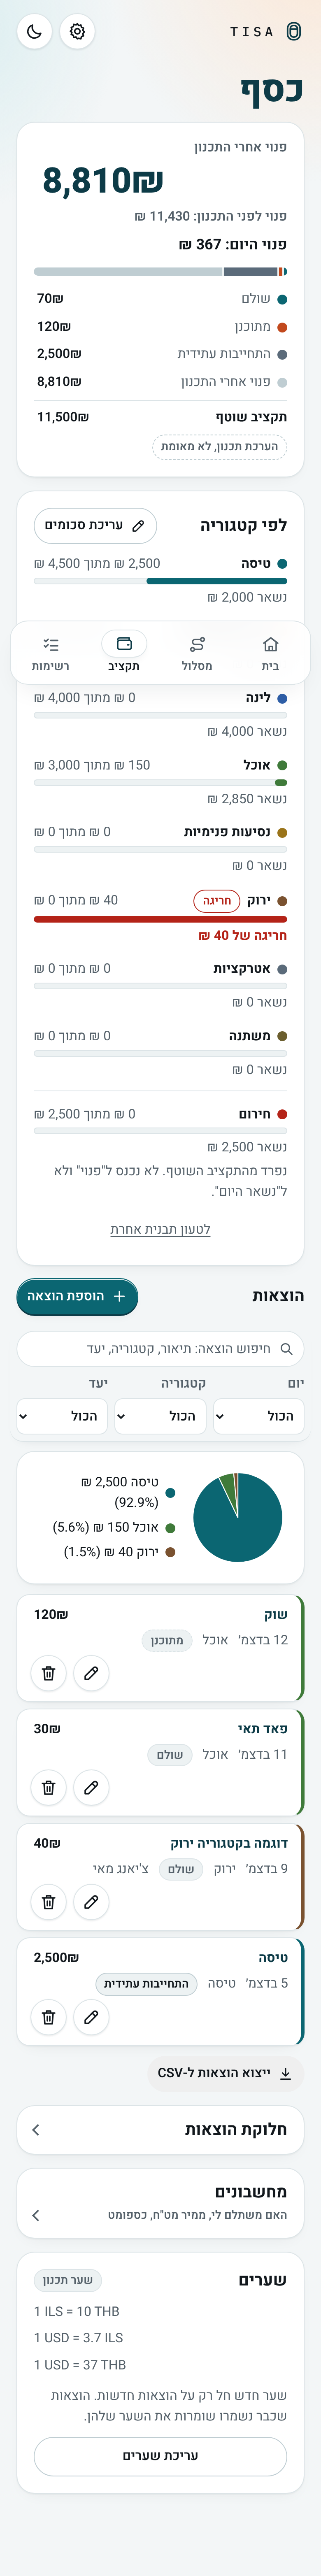 TISA
כסף
פנוי אחרי התכנון
8,810₪
פנוי לפני התכנון: 11,430 ₪
פנוי היום: 367 ₪
שולם 70₪
מתוכנן 120₪
התחייבות עתידית 2,500₪
פנוי אחרי התכנון 8,810₪
תקציב שוטף 11,500₪
הערכת תכנון, לא מאומת
לפי קטגוריה
עריכת סכומים
טיסה 2,500 ₪ מתוך 4,500 ₪
נשאר 2,000 ₪
בית
מסלול
תקציב
רשימות
לינה 0 ₪ מתוך 4,000 ₪
נשאר 4,000 ₪
אוכל 150 ₪ מתוך 3,000 ₪
נשאר 2,850 ₪
נסיעות פנימיות 0 ₪ מתוך 0 ₪
נשאר 0 ₪
ירוק חריגה 40 ₪ מתוך 0 ₪
חריגה של 40 ₪
אטרקציות 0 ₪ מתוך 0 ₪
נשאר 0 ₪
משתנה 0 ₪ מתוך 0 ₪
נשאר 0 ₪
חירום 0 ₪ מתוך 2,500 ₪
נשאר 2,500 ₪
נפרד מהתקציב השוטף. לא נכנס ל"פנוי" ולא
ל"נשאר היום".
לטעון תבנית אחרת
הוצאות
הוספת הוצאה
חיפוש הוצאה: תיאור, קטגוריה, יעד
יום קטגוריה יעד
הכול הכול הכול
טיסה 2,500 ₪
(92.9%)
אוכל 150 ₪ (5.6%)
ירוק 40 ₪ (1.5%)
שוק 120₪
12 בדצמ׳ אוכל מתוכנן
פאד תאי 30₪
11 בדצמ׳ אוכל שולם
דוגמה בקטגוריה ירוק 40₪
9 בדצמ׳ ירוק שולם צ'יאנג מאי
טיסה 2,500₪
5 בדצמ׳ טיסה התחייבות עתידית
ייצוא הוצאות ל-CSV
חלוקת הוצאות
מחשבונים
האם משתלם לי, ממיר מט"ח, כספומט
שערים
שער תכנון
1 ILS = 10 THB
1 USD = 3.7 ILS
1 USD = 37 THB
שער חדש חל רק על הוצאות חדשות. הוצאות
שכבר נשמרו שומרות את השער שלהן.
עריכת שערים